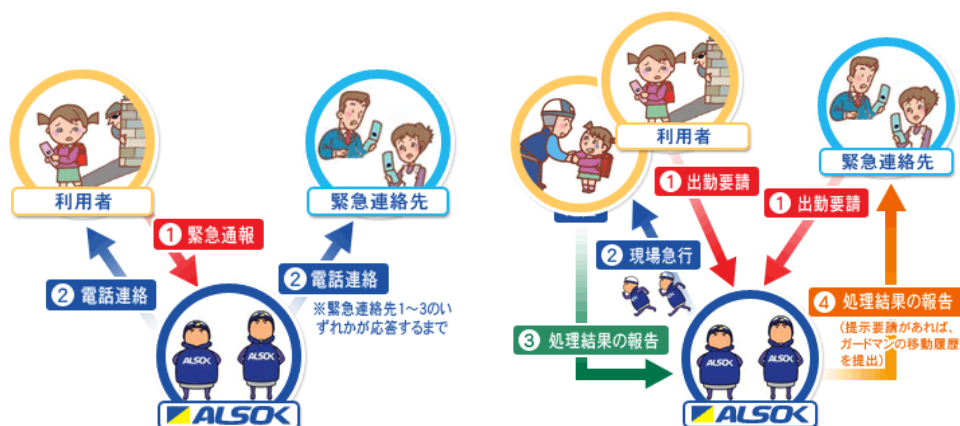 利用者
緊急連絡先
① 緊急通報
② 電話連絡
② 電話連絡
※緊急連絡先1～3のい
ずれかが応答するまで
ALSOK
ALSOK
ALSOK
利用者
緊急連絡先
① 出勤要請
① 出勤要請
② 現場急行
③ 処理結果の報告
④ 処理結果の報告
(提示要請があれば、
ガードマンの移動履歴
を提出)
ALSOK
ALSOK
ALSOK